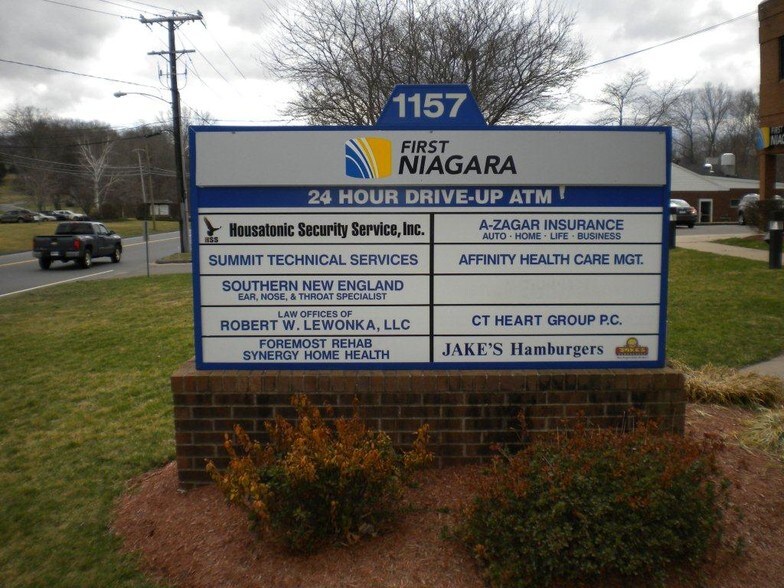 1157
FIRST
NIAGARA
24 HOUR DRIVE-UP ATM
HSS
Housatonic Security Service, Inc.
A-ZAGAR INSURANCE
AUTO · HOME · LIFE · BUSINESS
SUMMIT TECHNICAL SERVICES
AFFINITY HEALTH CARE MGT.
SOUTHERN NEW ENGLAND
EAR, NOSE, & THROAT SPECIALIST
LAW OFFICES OF
ROBERT W. LEWONKA, LLC
CT HEART GROUP P.C.
FOREMOST REHAB
SYNERGY HOME HEALTH
JAKE'S Hamburgers